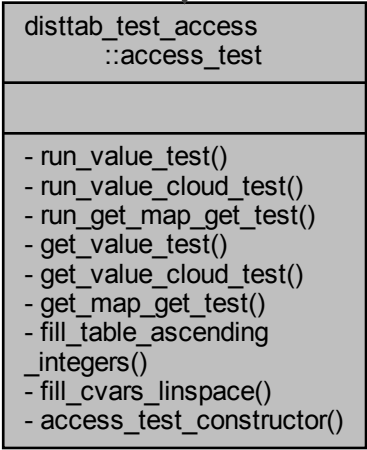 disttab_test_access
::access_test
- run_value_test()
- run_value_cloud_test()
- run_get_map_get_test()
- get_value_test()
- get_value_cloud_test()
- get_map_get_test()
- fill_table_ascending
_integers()
- fill_cvars_linspace()
- access_test_constructor()